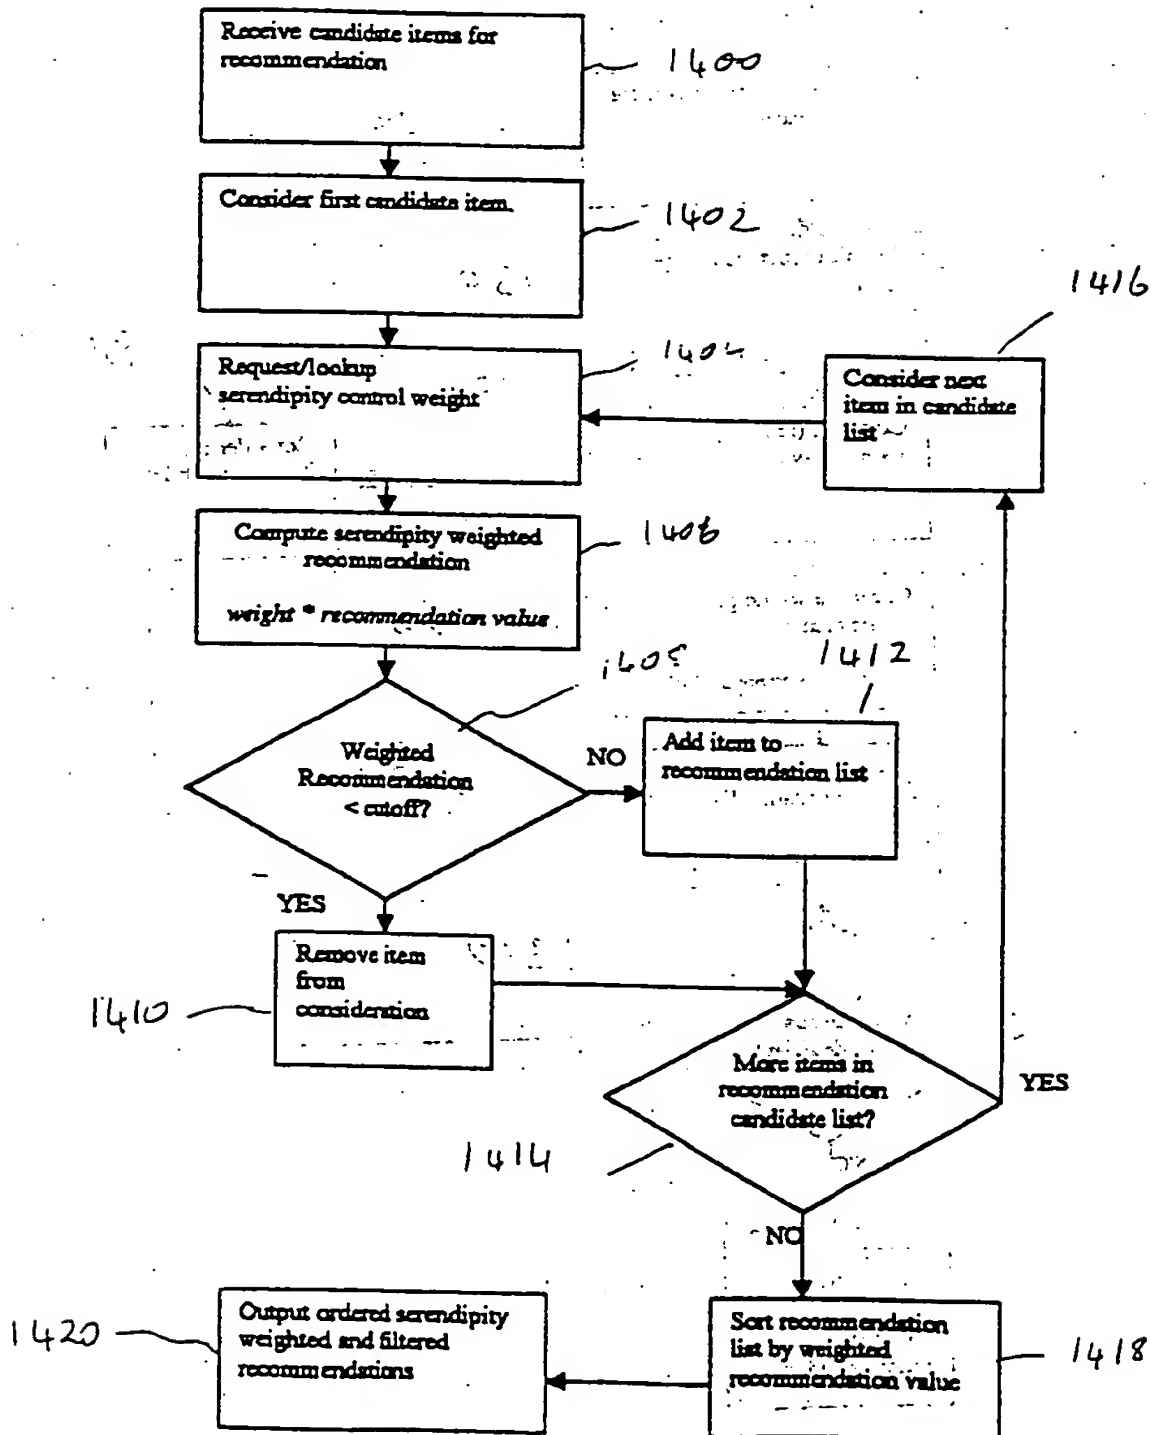 Receive candidate items for
recommendation
1400
Consider first candidate item.
1402
1416
Request/lookup
serendipity control weight
Consider next
item in candidate
list
Compute serendipity weighted
recommendation
weight * recommendation value
1406
1412
Weighted
Recommendation
< cutoff?
NO
Add item to
recommendation list
YES
Remove item
from
consideration
1410
More items in
recommendation
candidate list?
YES
1414
NO
Output ordered serendipity
weighted and filtered
recommendations
1420
Sort recommendation
list by weighted
recommendation value
1418